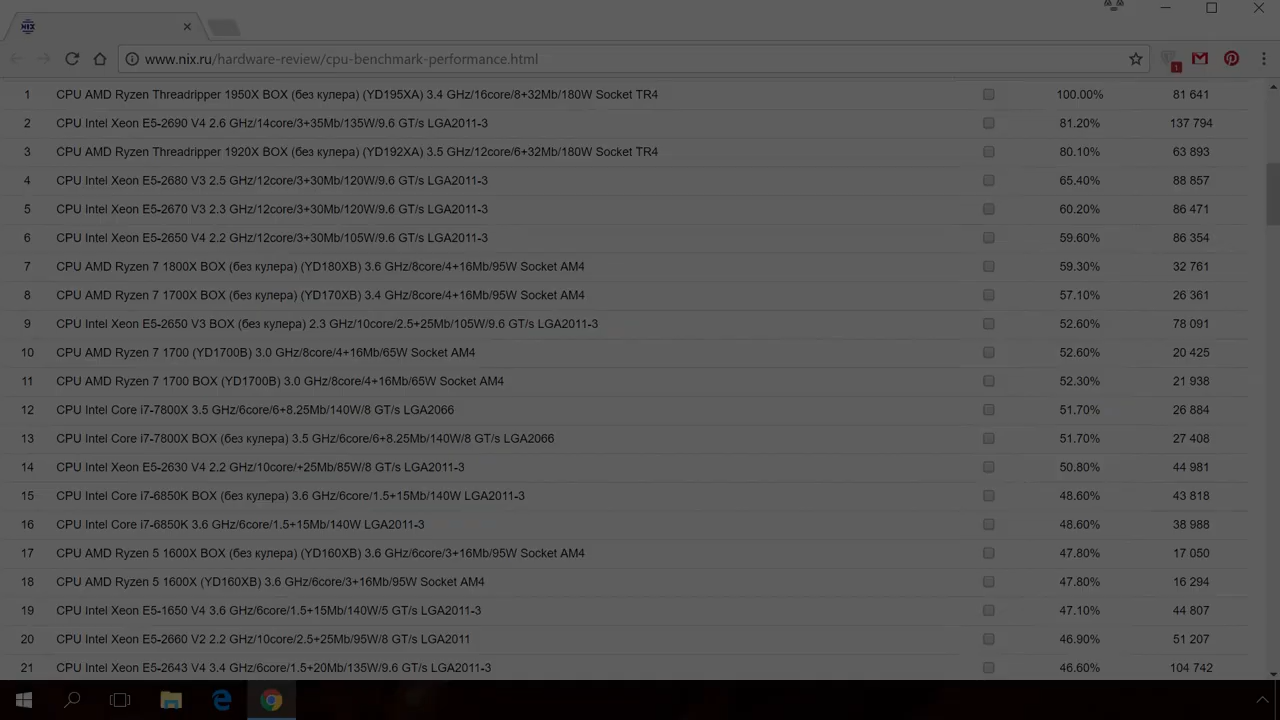 NIX
www.nix.ru/hardware-review/cpu-benchmark-performance.html
1
1 CPU AMD Ryzen Threadripper 1950X BOX (без кулера) (YD195XA) 3.4 GHz/16core/8+32Mb/180W Socket TR4 100.00% 81 641
2 CPU Intel Xeon E5-2690 V4 2.6 GHz/14core/3+35Mb/135W/9.6 GT/s LGA2011-3 81.20% 137 794
3 CPU AMD Ryzen Threadripper 1920X BOX (без кулера) (YD192XA) 3.5 GHz/12core/6+32Mb/180W Socket TR4 80.10% 63 893
4 CPU Intel Xeon E5-2680 V3 2.5 GHz/12core/3+30Mb/120W/9.6 GT/s LGA2011-3 65.40% 88 857
5 CPU Intel Xeon E5-2670 V3 2.3 GHz/12core/3+30Mb/120W/9.6 GT/s LGA2011-3 60.20% 86 471
6 CPU Intel Xeon E5-2650 V4 2.2 GHz/12core/3+30Mb/105W/9.6 GT/s LGA2011-3 59.60% 86 354
7 CPU AMD Ryzen 7 1800X BOX (без кулера) (YD180XB) 3.6 GHz/8core/4+16Mb/95W Socket AM4 59.30% 32 761
8 CPU AMD Ryzen 7 1700X BOX (без кулера) (YD170XB) 3.4 GHz/8core/4+16Mb/95W Socket AM4 57.10% 26 361
9 CPU Intel Xeon E5-2650 V3 BOX (без кулера) 2.3 GHz/10core/2.5+25Mb/105W/9.6 GT/s LGA2011-3 52.60% 78 091
10 CPU AMD Ryzen 7 1700 (YD1700B) 3.0 GHz/8core/4+16Mb/65W Socket AM4 52.60% 20 425
11 CPU AMD Ryzen 7 1700 BOX (YD1700B) 3.0 GHz/8core/4+16Mb/65W Socket AM4 52.30% 21 938
12 CPU Intel Core i7-7800X 3.5 GHz/6core/6+8.25Mb/140W/8 GT/s LGA2066 51.70% 26 884
13 CPU Intel Core i7-7800X BOX (без кулера) 3.5 GHz/6core/6+8.25Mb/140W/8 GT/s LGA2066 51.70% 27 408
14 CPU Intel Xeon E5-2630 V4 2.2 GHz/10core/+25Mb/85W/8 GT/s LGA2011-3 50.80% 44 981
15 CPU Intel Core i7-6850K BOX (без кулера) 3.6 GHz/6core/1.5+15Mb/140W LGA2011-3 48.60% 43 818
16 CPU Intel Core i7-6850K 3.6 GHz/6core/1.5+15Mb/140W LGA2011-3 48.60% 38 988
17 CPU AMD Ryzen 5 1600X BOX (без кулера) (YD160XB) 3.6 GHz/6core/3+16Mb/95W Socket AM4 47.80% 17 050
18 CPU AMD Ryzen 5 1600X (YD160XB) 3.6 GHz/6core/3+16Mb/95W Socket AM4 47.80% 16 294
19 CPU Intel Xeon E5-1650 V4 3.6 GHz/6core/1.5+15Mb/140W/5 GT/s LGA2011-3 47.10% 44 807
20 CPU Intel Xeon E5-2660 V2 2.2 GHz/10core/2.5+25Mb/95W/8 GT/s LGA2011 46.90% 51 207
21 CPU Intel Xeon E5-2643 V4 3.4 GHz/6core/1.5+20Mb/135W/9.6 GT/s LGA2011-3 46.60% 104 742